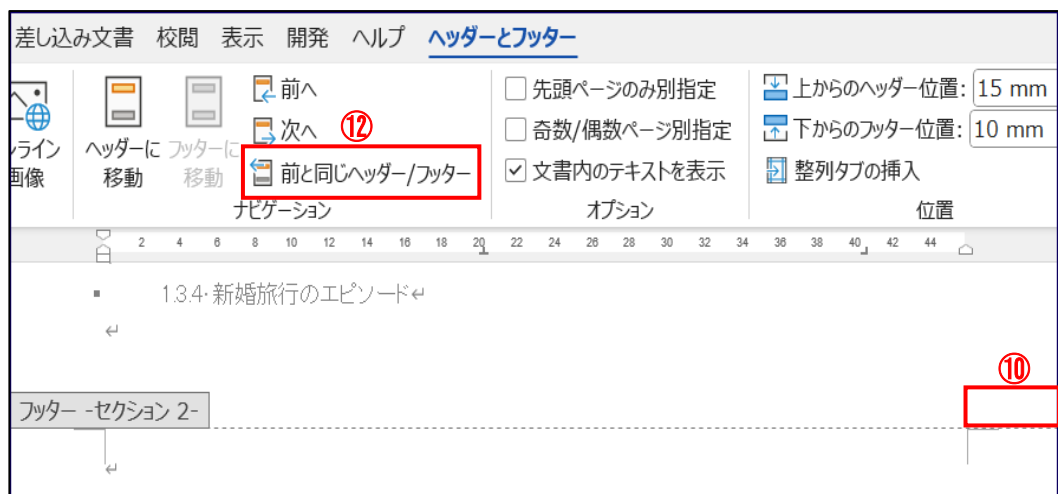 差し込み文書 校閲 表示 開発 ヘルプ ヘッダーとフッター
ライン
画像
ヘッダーに
移動
フッターに
移動
前へ
次へ
⑫
前と同じヘッダー/フッター
ナビゲーション
先頭ページのみ別指定
奇数/偶数ページ別指定
文書内のテキストを表示
オプション
上からのヘッダー位置: 15 mm
下からのフッター位置: 10 mm
整列タブの挿入
位置
2 4 6 8 10 12 14 16 18 20 22 24 26 28 30 32 34 36 38 40 42 44
1.3.4·新婚旅行のエピソード↵
↵
⑩
フッター -セクション 2-
↵